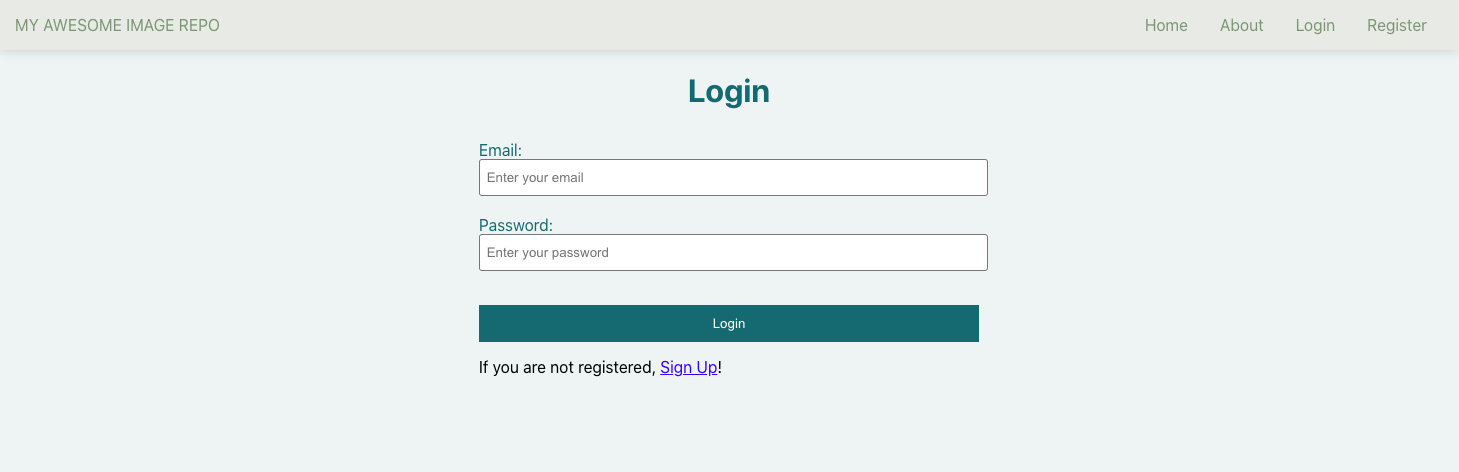 MY AWESOME IMAGE REPO Home About Login Register
Login
Email:
Enter your email
Password:
Enter your password
Login
If you are not registered, Sign Up!